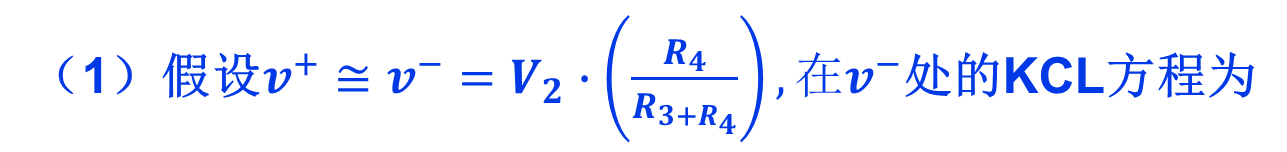 （1）假设v⁺ ≅ v⁻ = V₂ · (R₄ / R₃₊R₄), 在v⁻处的KCL方程为